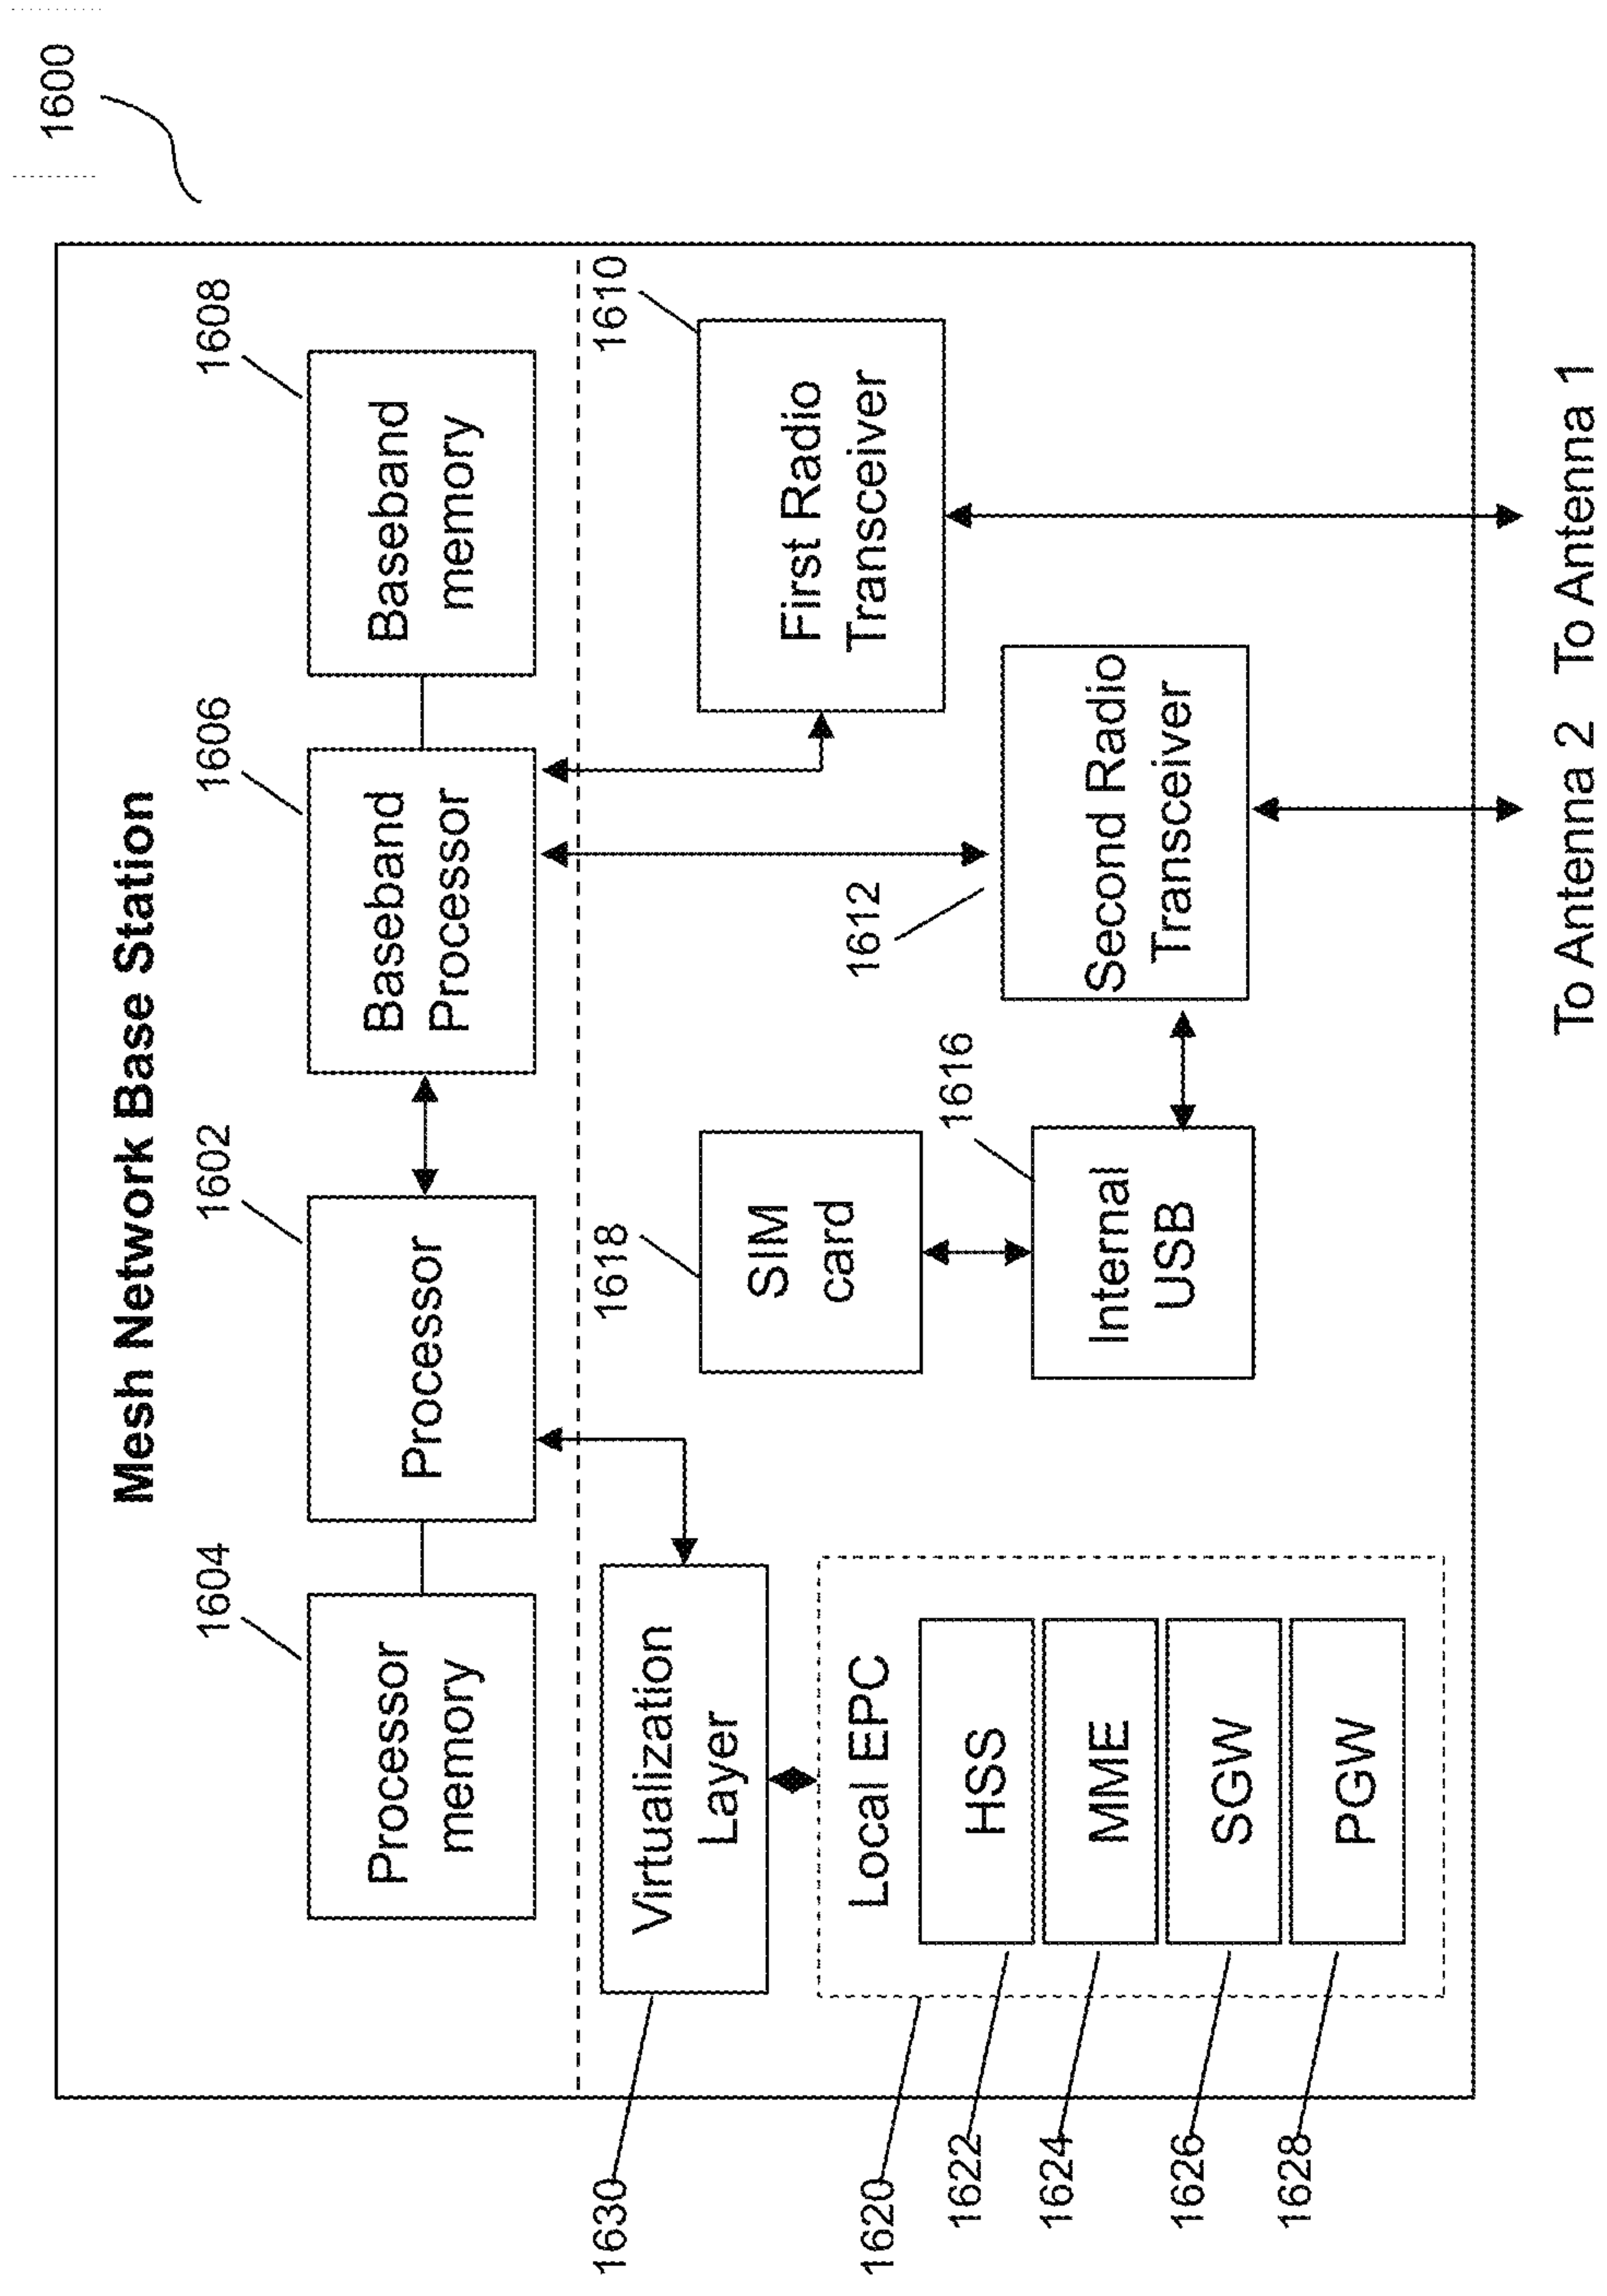 1600
Mesh Network Base Station
1604
1602
1606
1608
Processor
memory
Processor
Baseband
Processor
Baseband
memory
1630
Virtualization
Layer
1618
SIM
card
1610
First Radio
Transceiver
1612
1616
Internal
USB
Second Radio
Transceiver
1620
Local EPC
1622
HSS
1624
MME
1626
SGW
1628
PGW
To Antenna 2
To Antenna 1